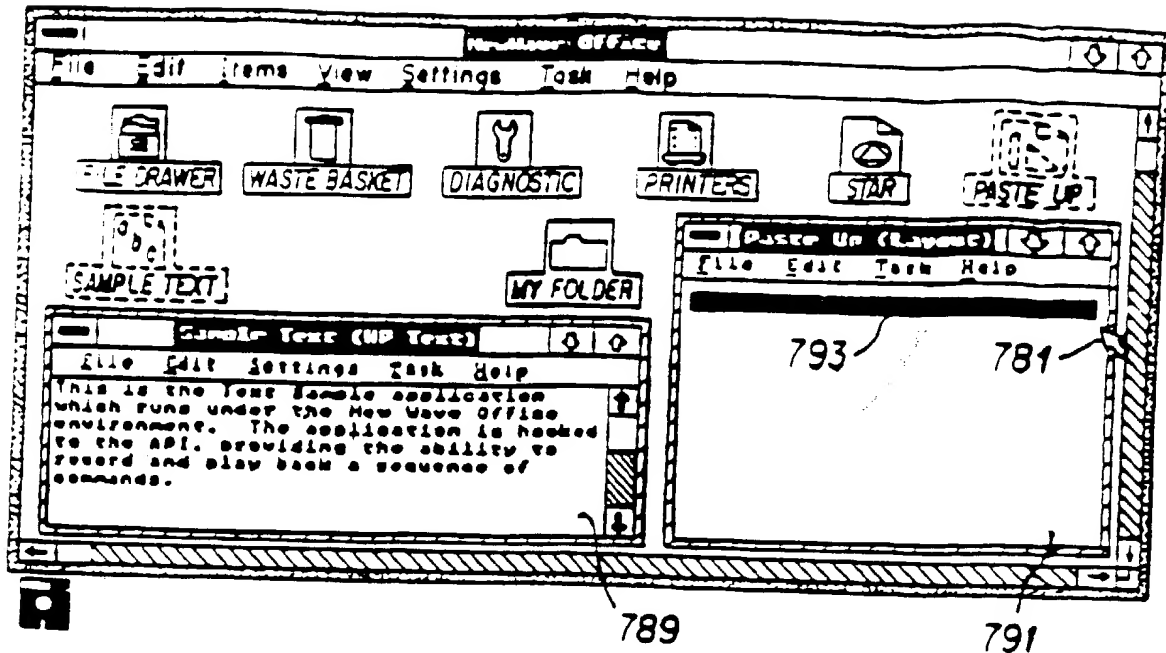 NewWave Office
File Edit Items View Settings Task Help
FILE DRAWER WASTE BASKET DIAGNOSTIC PRINTERS STAR PASTE UP
SAMPLE TEXT MY FOLDER
Paste Up (Layout)
File Edit Task Help
793 781
Sample Text (WP Text)
File Edit Settings Task Help
This is the Text Sample application
which runs under the New Wave Office
environment. The application is hooked
to the API, providing the ability to
record and play back a sequence of
commands.
789 791